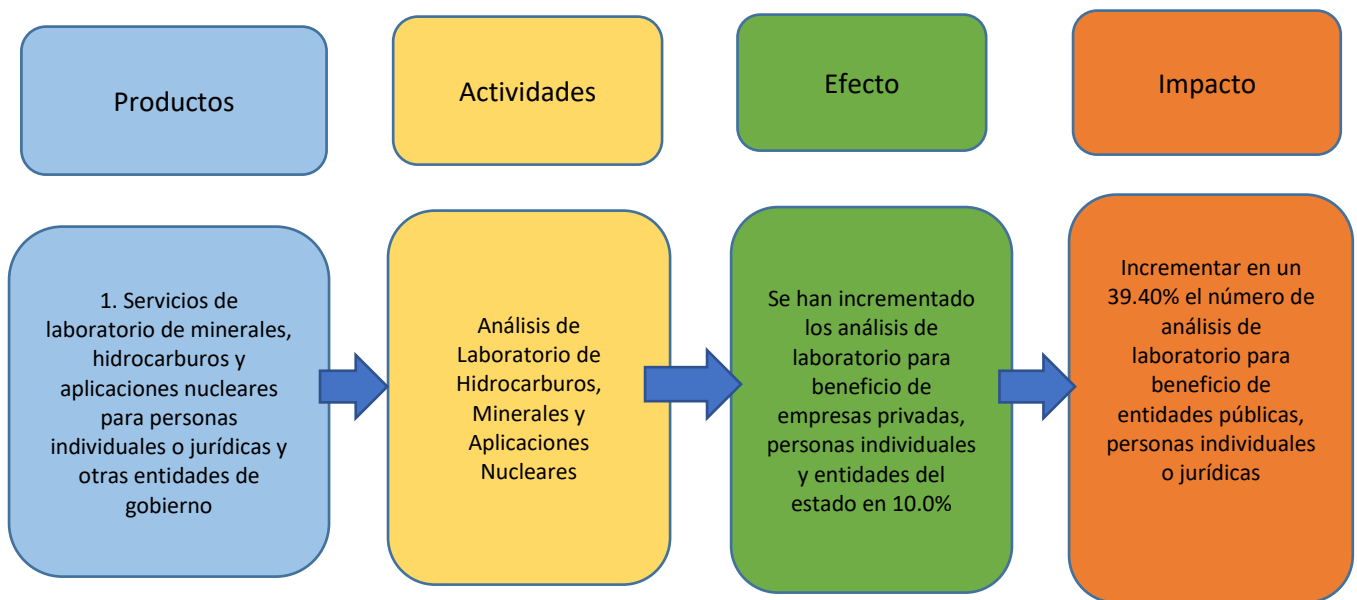 Productos
Actividades
Efecto
Impacto
1. Servicios de
laboratorio de minerales,
hidrocarburos y
aplicaciones nucleares
para personas
individuales o jurídicas y
otras entidades de
gobierno
Análisis de
Laboratorio de
Hidrocarburos,
Minerales y
Aplicaciones
Nucleares
Se han incrementado
los análisis de
laboratorio para
beneficio de
empresas privadas,
personas individuales
y entidades del
estado en 10.0%
Incrementar en un
39.40% el número de
análisis de
laboratorio para
beneficio de
entidades públicas,
personas individuales
o jurídicas